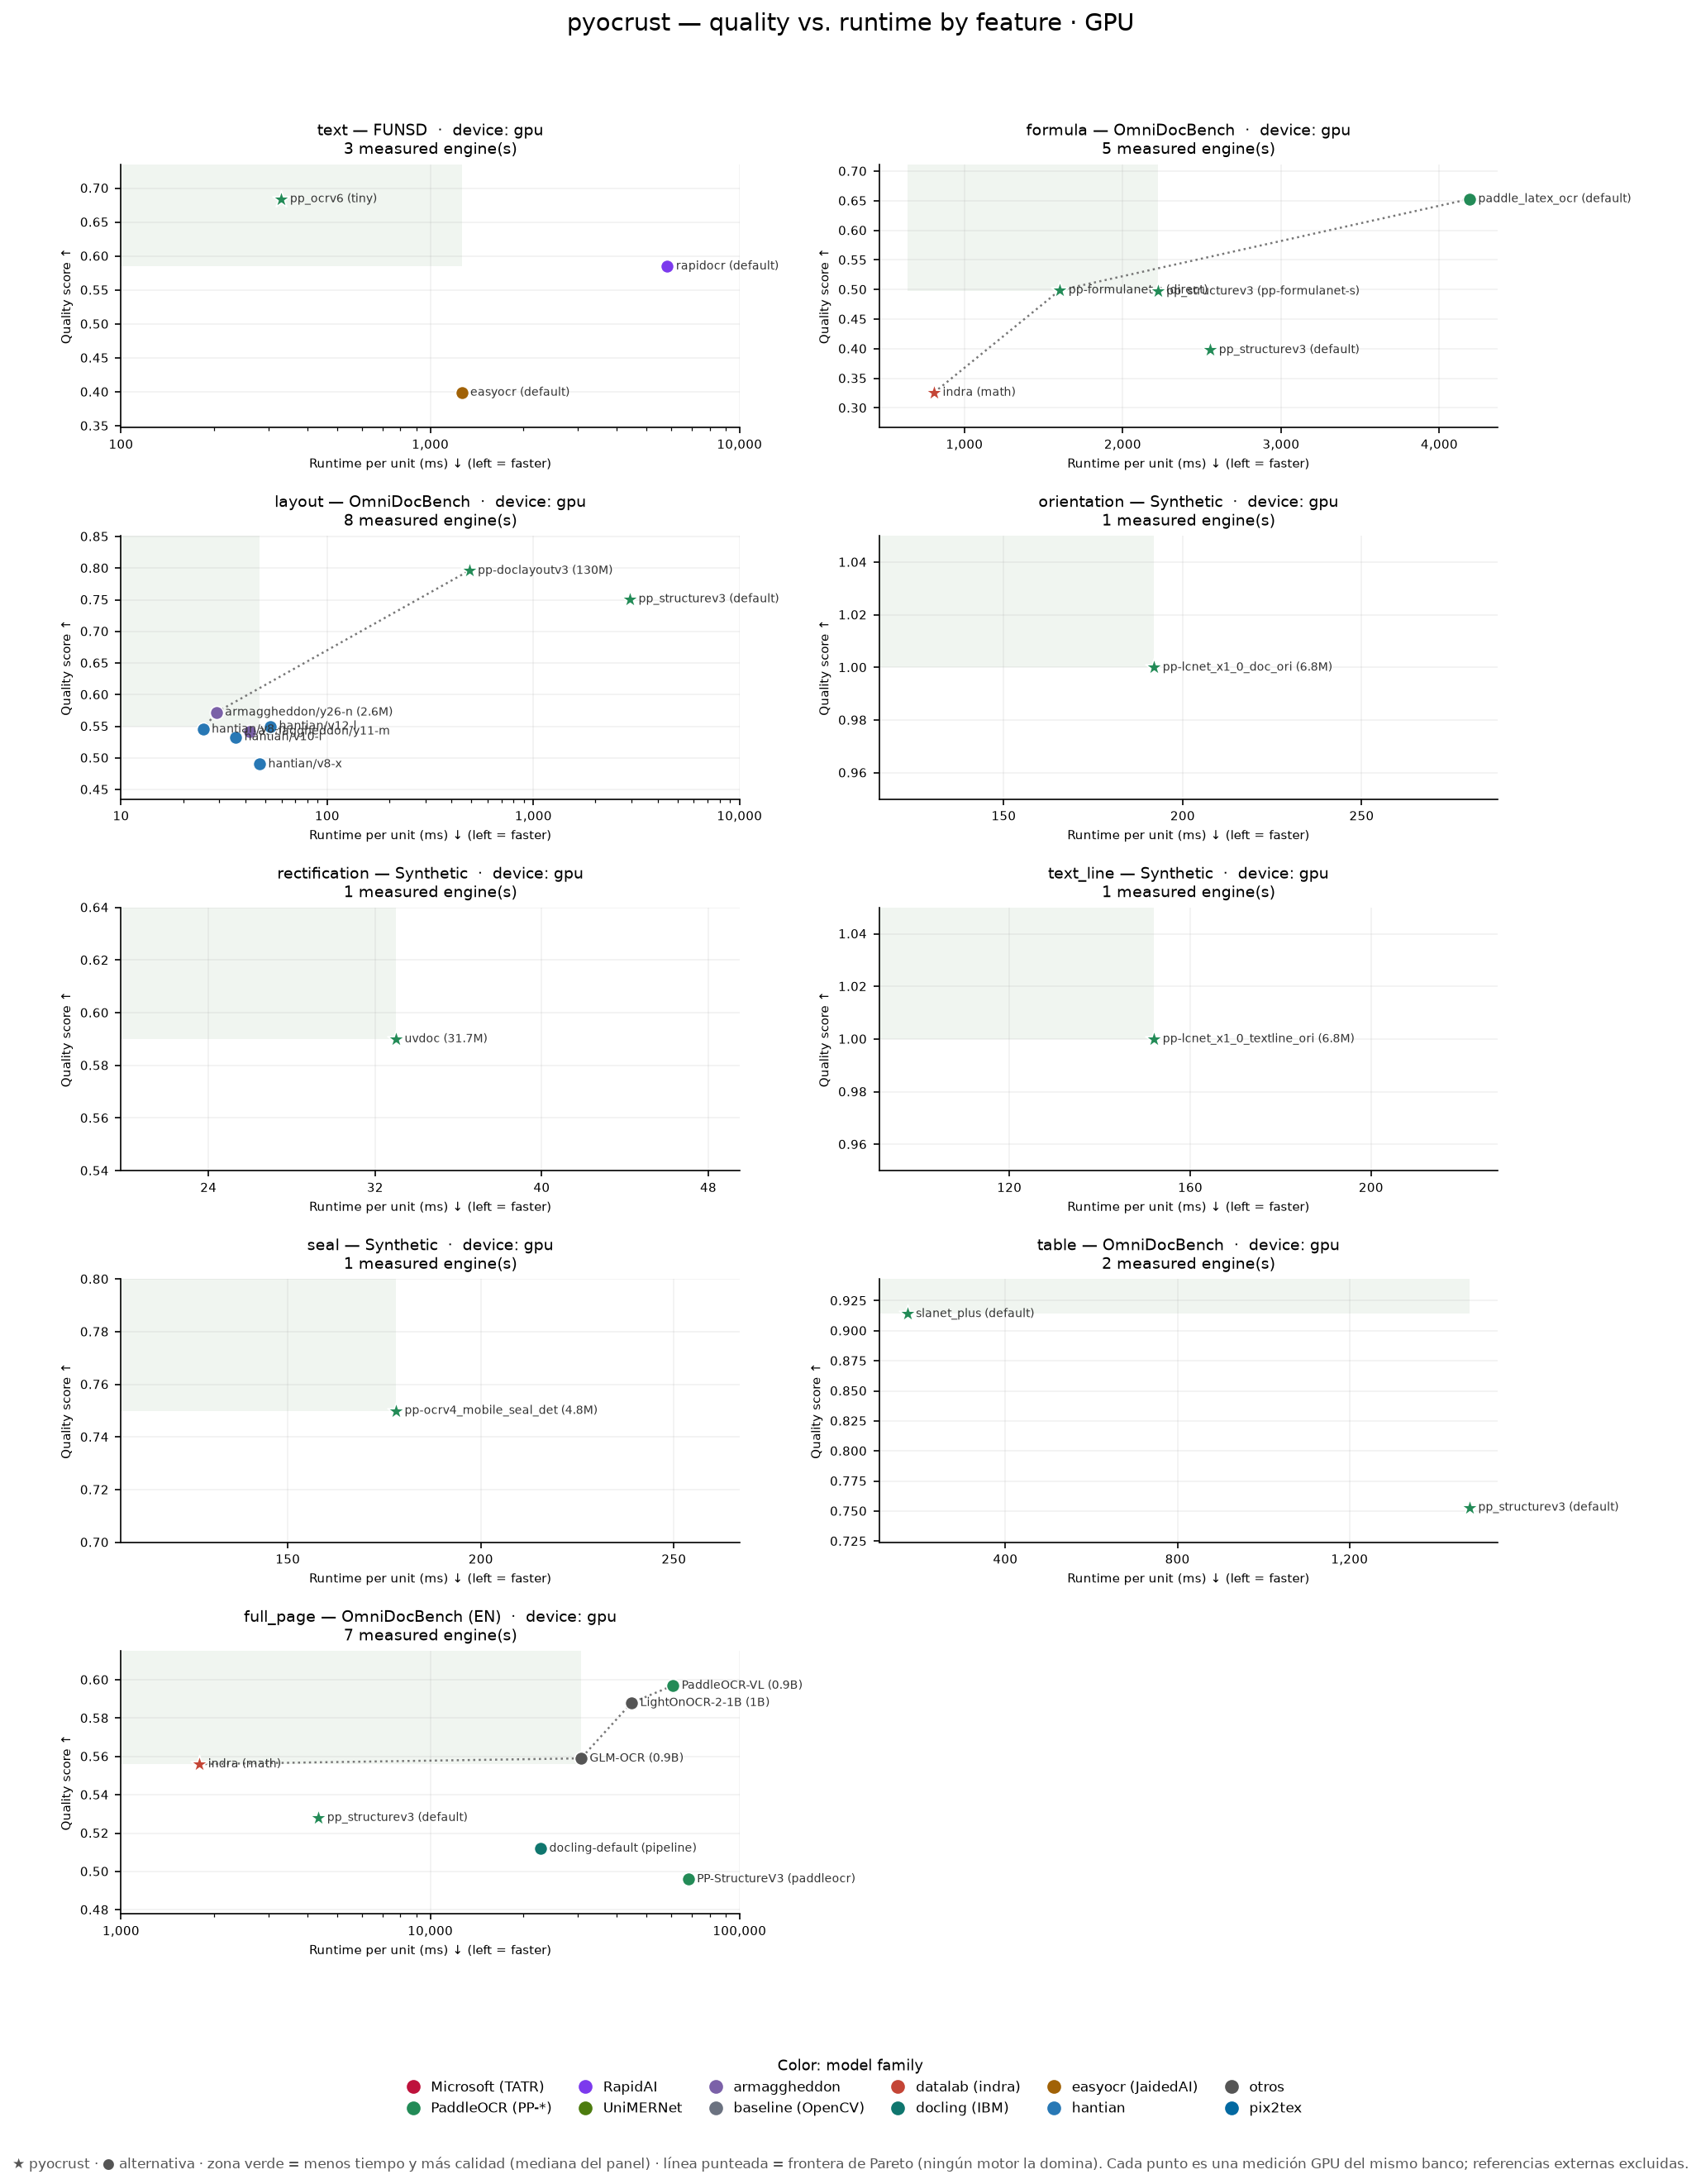 pyocrust — quality vs. runtime by feature · GPU
text — FUNSD · device: gpu
3 measured engine(s)
Quality score ↑
0.70
0.65
0.60
0.55
0.50
0.45
0.40
0.35
pp_ocrv6 (tiny)
rapidocr (default)
easyocr (default)
100
1,000
10,000
Runtime per unit (ms) ↓ (left = faster)
formula — OmniDocBench · device: gpu
5 measured engine(s)
Quality score ↑
0.70
0.65
0.60
0.55
0.50
0.45
0.40
0.35
0.30
paddle_latex_ocr (default)
pp-formulanet-s (direct)
pp_structurev3 (pp-formulanet-s)
pp_structurev3 (default)
indra (math)
1,000
2,000
3,000
4,000
Runtime per unit (ms) ↓ (left = faster)
layout — OmniDocBench · device: gpu
8 measured engine(s)
Quality score ↑
0.85
0.80
0.75
0.70
0.65
0.60
0.55
0.50
0.45
pp-doclayoutv3 (130M)
pp_structurev3 (default)
armaggheddon/y26-n (2.6M)
hantian/v12-l
armaggheddon/y11-m
hantian/v10-l
hantian/v8-x
10
100
1,000
10,000
Runtime per unit (ms) ↓ (left = faster)
orientation — Synthetic · device: gpu
1 measured engine(s)
Quality score ↑
1.04
1.02
1.00
0.98
0.96
pp-lcnet_x1_0_doc_ori (6.8M)
150
200
250
Runtime per unit (ms) ↓ (left = faster)
rectification — Synthetic · device: gpu
1 measured engine(s)
Quality score ↑
0.64
0.62
0.60
0.58
0.56
0.54
uvdoc (31.7M)
24
32
40
48
Runtime per unit (ms) ↓ (left = faster)
text_line — Synthetic · device: gpu
1 measured engine(s)
Quality score ↑
1.04
1.02
1.00
0.98
0.96
pp-lcnet_x1_0_textline_ori (6.8M)
120
160
200
Runtime per unit (ms) ↓ (left = faster)
seal — Synthetic · device: gpu
1 measured engine(s)
Quality score ↑
0.80
0.78
0.76
0.74
0.72
0.70
pp-ocrv4_mobile_seal_det (4.8M)
150
200
250
Runtime per unit (ms) ↓ (left = faster)
table — OmniDocBench · device: gpu
2 measured engine(s)
Quality score ↑
0.925
0.900
0.875
0.850
0.825
0.800
0.775
0.750
0.725
slanet_plus (default)
pp_structurev3 (default)
400
800
1,200
Runtime per unit (ms) ↓ (left = faster)
full_page — OmniDocBench (EN) · device: gpu
7 measured engine(s)
Quality score ↑
0.60
0.58
0.56
0.54
0.52
0.50
0.48
PaddleOCR-VL (0.9B)
LightOnOCR-2-1B (1B)
GLM-OCR (0.9B)
indra (math)
pp_structurev3 (default)
docling-default (pipeline)
PP-StructureV3 (paddleocr)
1,000
10,000
100,000
Runtime per unit (ms) ↓ (left = faster)
Color: model family
Microsoft (TATR)
RapidAI
armaggheddon
datalab (indra)
easyocr (JaidedAI)
otros
PaddleOCR (PP-*)
UniMERNet
baseline (OpenCV)
docling (IBM)
hantian
pix2tex
★ pyocrust · ● alternativa · zona verde = menos tiempo y más calidad (mediana del panel) · línea punteada = frontera de Pareto (ningún motor la domina). Cada punto es una medición GPU del mismo banco; referencias externas excluidas.